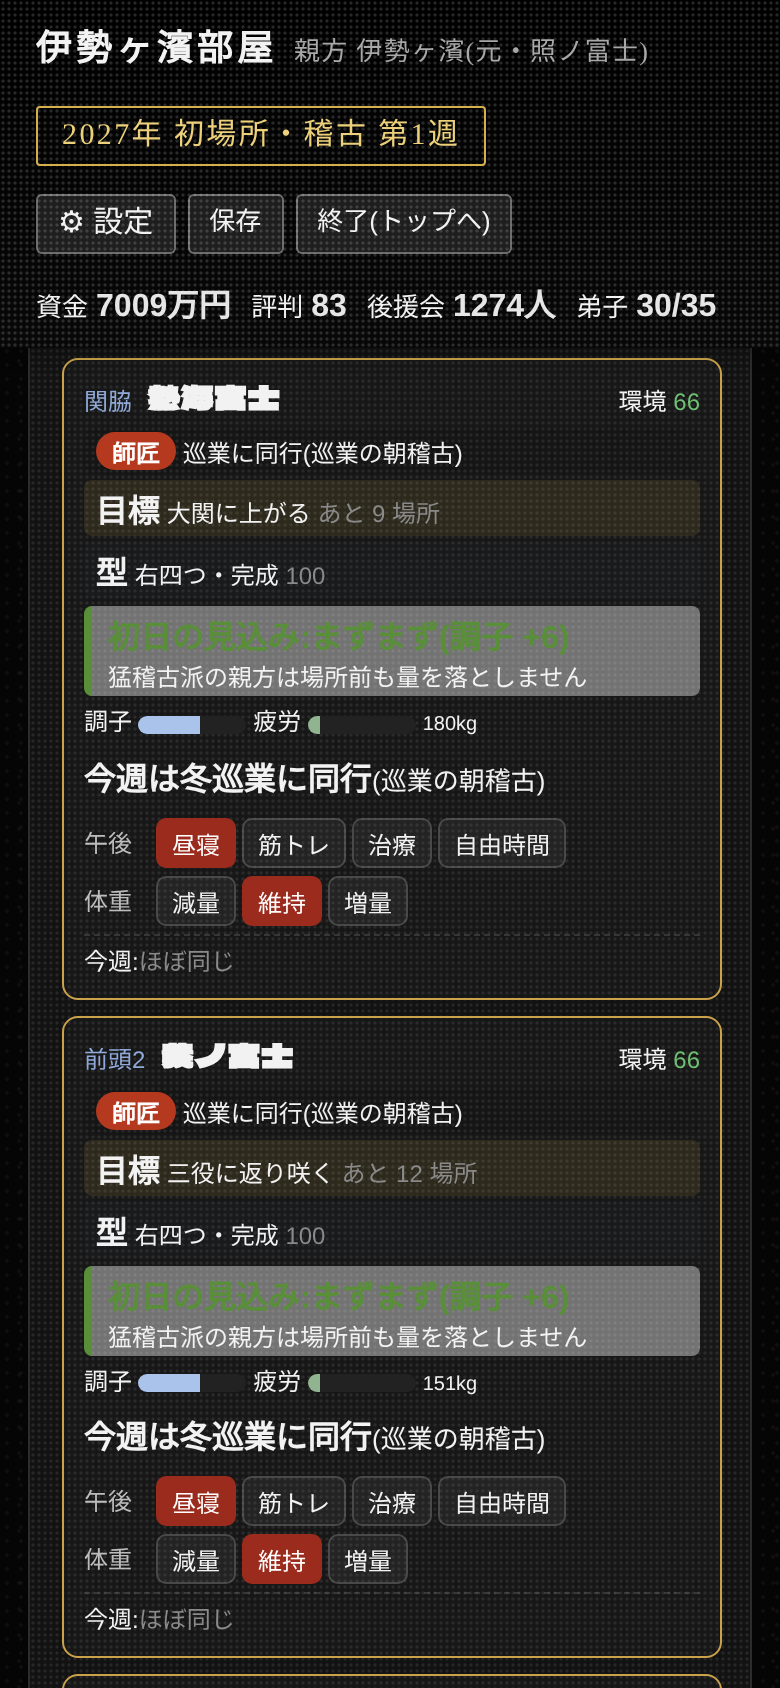 伊勢ヶ濱部屋 親方 伊勢ヶ濱(元・照ノ富士)
2027年 初場所・稽古 第1週
⚙ 設定 保存 終了(トップへ)
資金 7009万円 評判 83 後援会 1274人 弟子 30/35
関脇 熱海富士 環境 66
師匠 巡業に同行(巡業の朝稽古)
目標 大関に上がる あと 9 場所
型 右四つ・完成 100
初日の見込み:まずまず(調子 +6)
猛稽古派の親方は場所前も量を落としません
調子 疲労 180kg
今週は冬巡業に同行(巡業の朝稽古)
午後 昼寝 筋トレ 治療 自由時間
体重 減量 維持 増量
今週:ほぼ同じ
前頭2 義ノ富士 環境 66
師匠 巡業に同行(巡業の朝稽古)
目標 三役に返り咲く あと 12 場所
型 右四つ・完成 100
初日の見込み:まずまず(調子 +6)
猛稽古派の親方は場所前も量を落としません
調子 疲労 151kg
今週は冬巡業に同行(巡業の朝稽古)
午後 昼寝 筋トレ 治療 自由時間
体重 減量 維持 増量
今週:ほぼ同じ